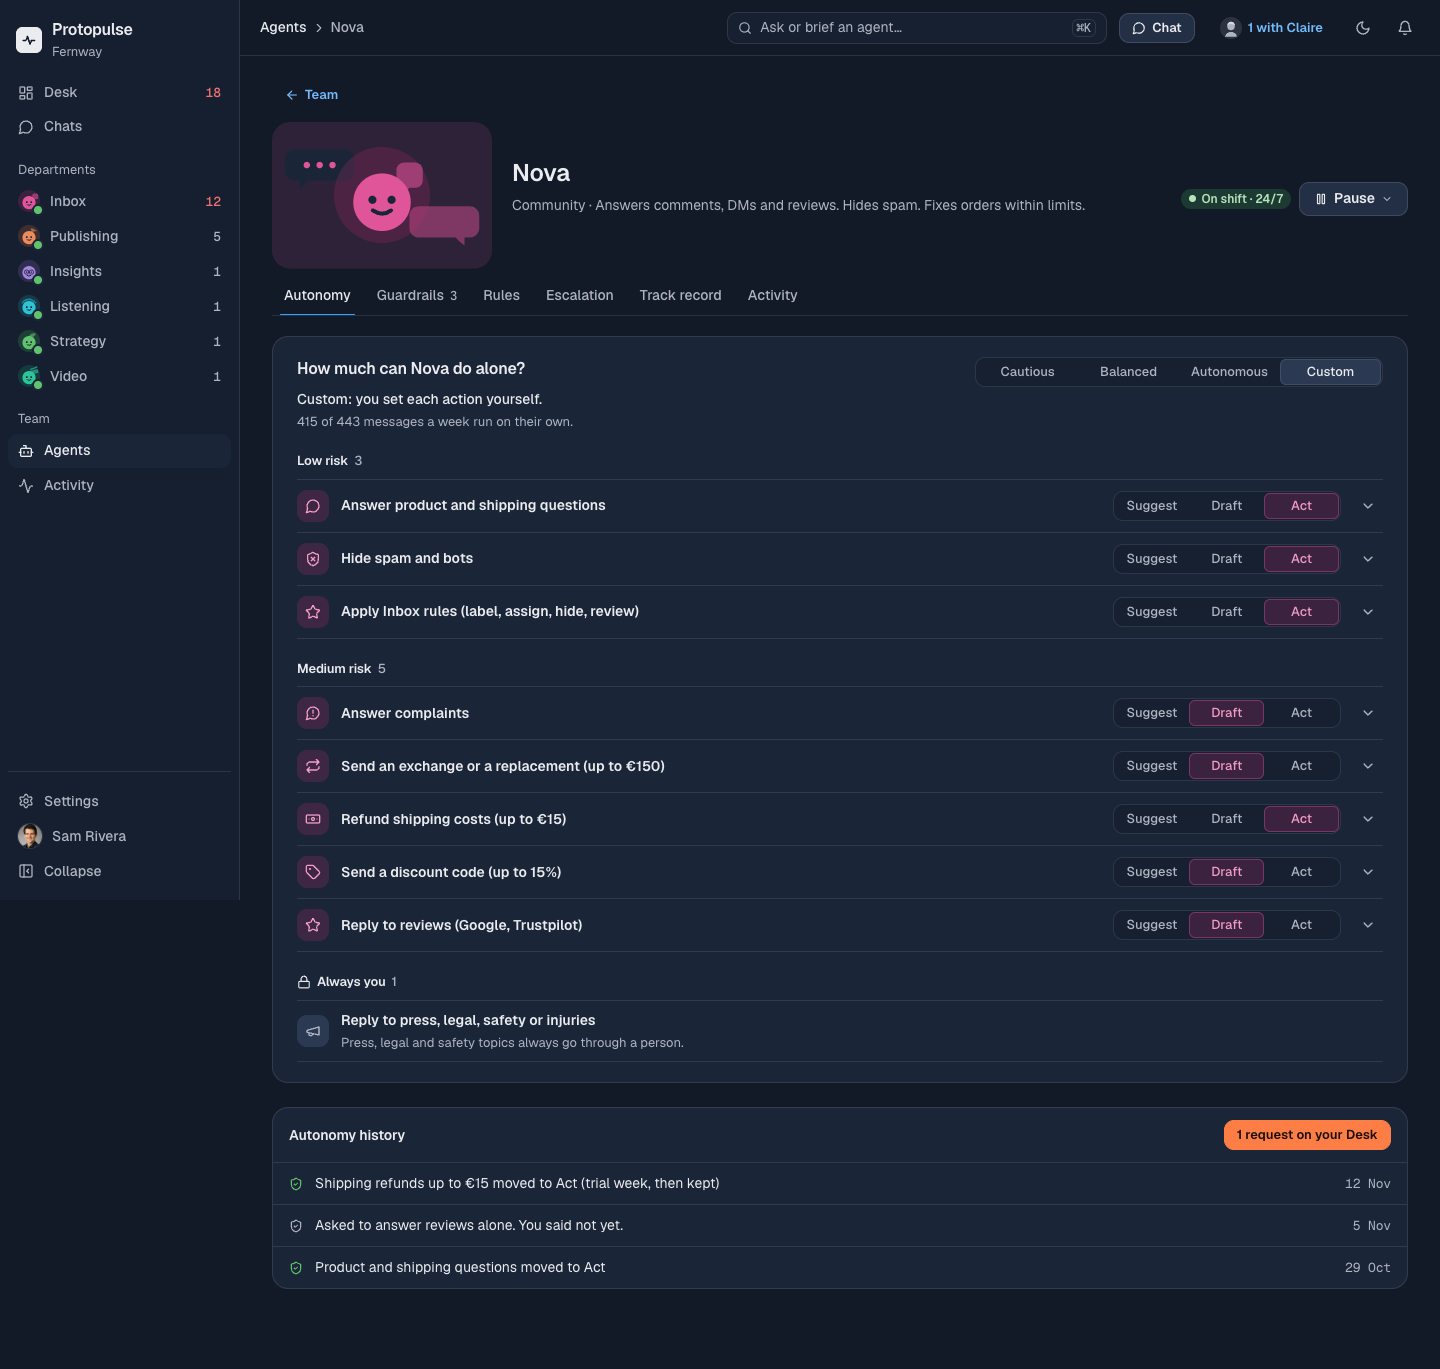 Protopulse
Fernway
Desk 18
Chats
Departments
Inbox 12
Publishing 5
Insights 1
Listening 1
Strategy 1
Video 1
Team
Agents
Activity
Settings
Sam Rivera
Collapse
Agents > Nova
Ask or brief an agent... ⌘K
Chat
1 with Claire
← Team
Nova
Community · Answers comments, DMs and reviews. Hides spam. Fixes orders within limits.
On shift · 24/7
Pause
Autonomy Guardrails 3 Rules Escalation Track record Activity
How much can Nova do alone?
Cautious Balanced Autonomous Custom
Custom: you set each action yourself.
415 of 443 messages a week run on their own.
Low risk 3
Answer product and shipping questions Suggest Draft Act
Hide spam and bots Suggest Draft Act
Apply Inbox rules (label, assign, hide, review) Suggest Draft Act
Medium risk 5
Answer complaints Suggest Draft Act
Send an exchange or a replacement (up to €150) Suggest Draft Act
Refund shipping costs (up to €15) Suggest Draft Act
Send a discount code (up to 15%) Suggest Draft Act
Reply to reviews (Google, Trustpilot) Suggest Draft Act
Always you 1
Reply to press, legal, safety or injuries
Press, legal and safety topics always go through a person.
Autonomy history
1 request on your Desk
Shipping refunds up to €15 moved to Act (trial week, then kept) 12 Nov
Asked to answer reviews alone. You said not yet. 5 Nov
Product and shipping questions moved to Act 29 Oct